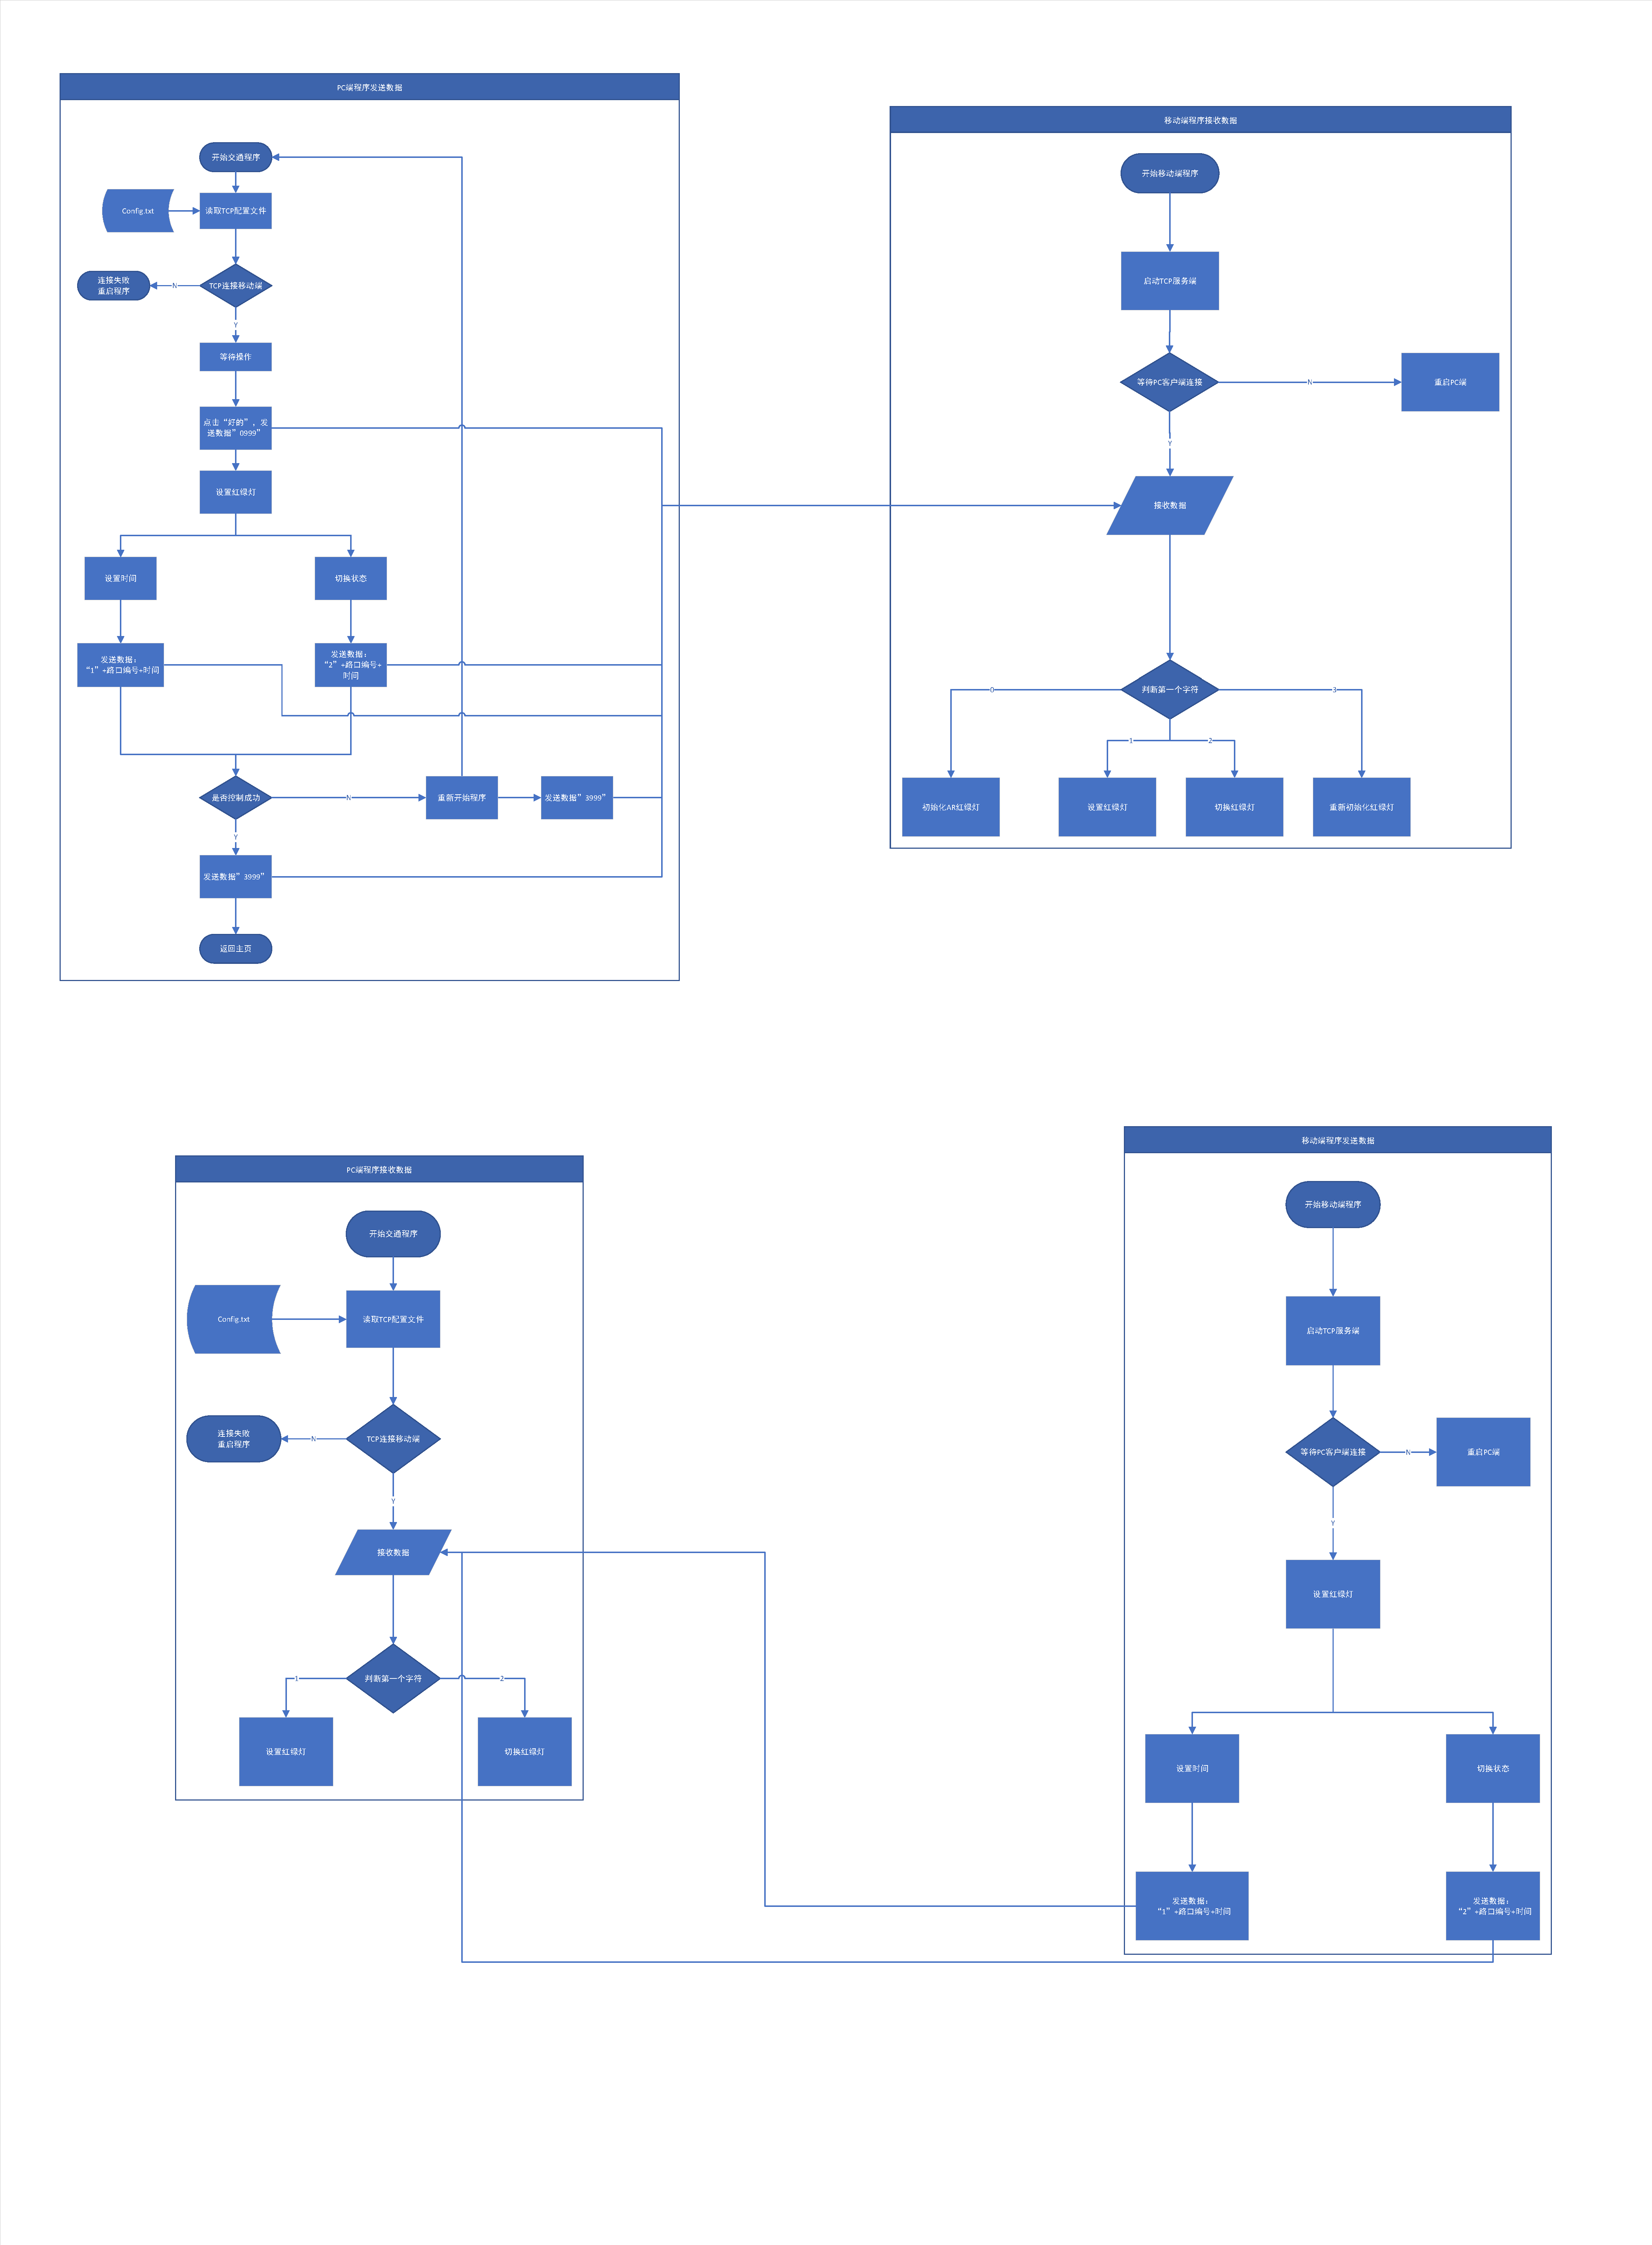 PC端程序发送数据
开始交通程序
Config.txt
读取TCP配置文件
连接失败
重启程序
N
TCP连接移动端
Y
等待操作
点击“好的”，发
送数据”0999”
设置红绿灯
设置时间
切换状态
发送数据：
“1”+路口编号+时间
发送数据：
“2”+路口编号+
时间
是否控制成功
N
重新开始程序
发送数据”3999”
Y
发送数据”3999”
返回主页
移动端程序接收数据
开始移动端程序
启动TCP服务端
等待PC客户端连接
N
重启PC端
Y
接收数据
判断第一个字符
0
3
1
2
初始化AR红绿灯
设置红绿灯
切换红绿灯
重新初始化红绿灯
PC端程序接收数据
开始交通程序
Config.txt
读取TCP配置文件
连接失败
重启程序
N
TCP连接移动端
Y
接收数据
1
判断第一个字符
2
设置红绿灯
切换红绿灯
移动端程序发送数据
开始移动端程序
启动TCP服务端
等待PC客户端连接
N
重启PC端
Y
设置红绿灯
设置时间
切换状态
发送数据：
“1”+路口编号+时间
发送数据：
“2”+路口编号+时间